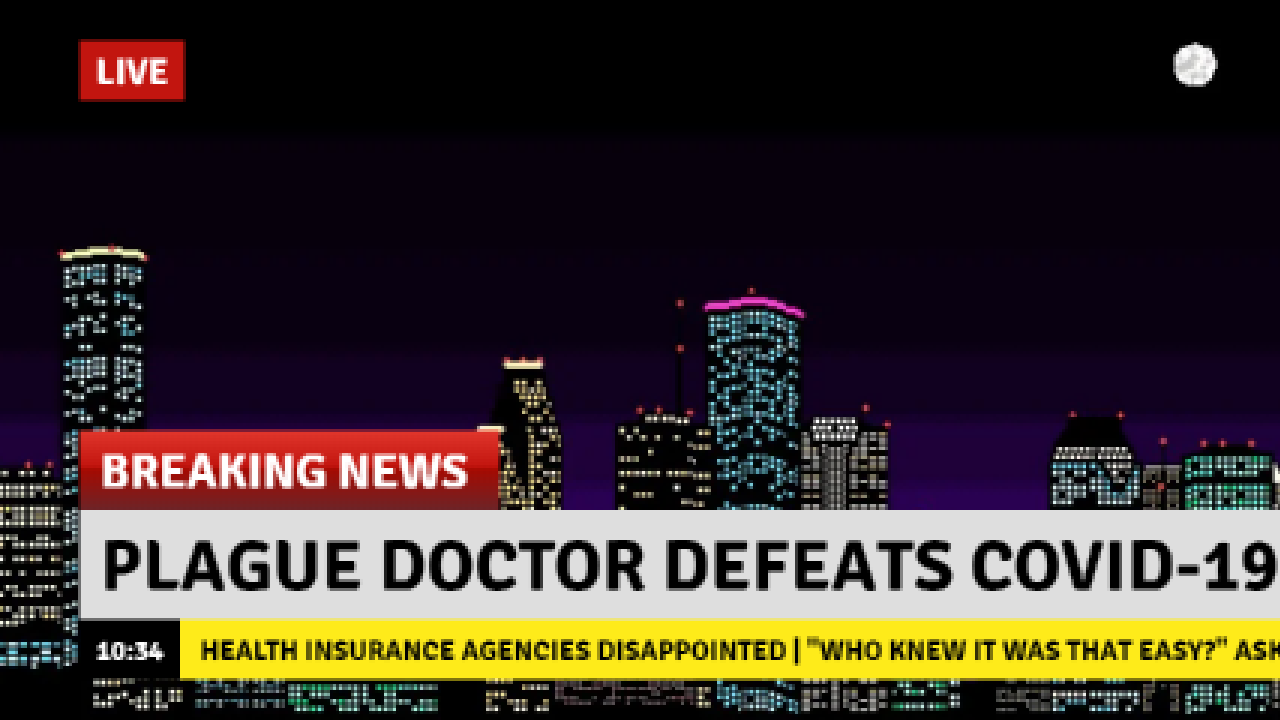 LIVE
BREAKING NEWS
PLAGUE DOCTOR DEFEATS COVID-19
10:34
HEALTH INSURANCE AGENCIES DISAPPOINTED | "WHO KNEW IT WAS THAT EASY?" ASK